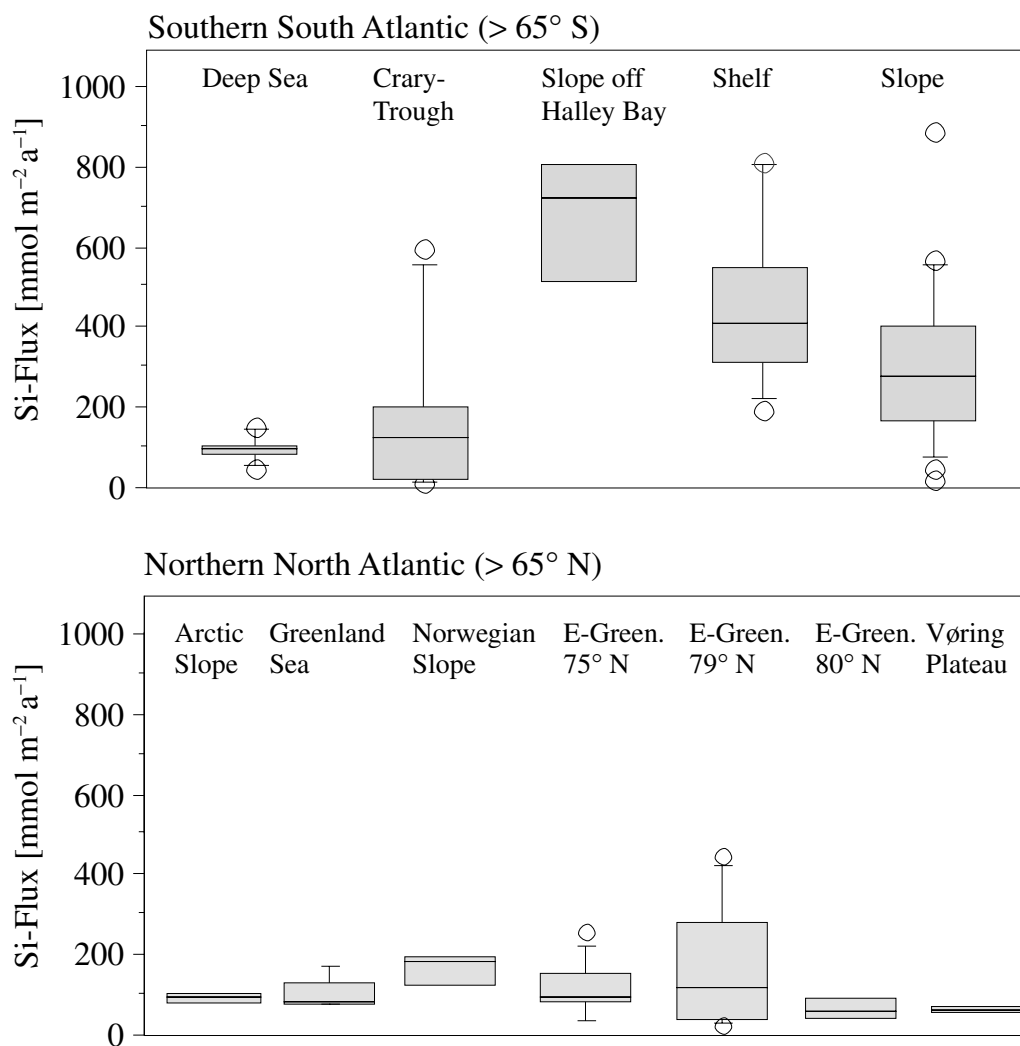 Southern South Atlantic (> 65° S)
Deep Sea
Crary-
Trough
Slope off
Halley Bay
Shelf
Slope
Si-Flux [mmol m⁻² a⁻¹]
1000
800
600
400
200
0
Northern North Atlantic (> 65° N)
Arctic
Slope
Greenland
Sea
Norwegian
Slope
E-Green.
75° N
E-Green.
79° N
E-Green.
80° N
Vøring
Plateau
Si-Flux [mmol m⁻² a⁻¹]
1000
800
600
400
200
0